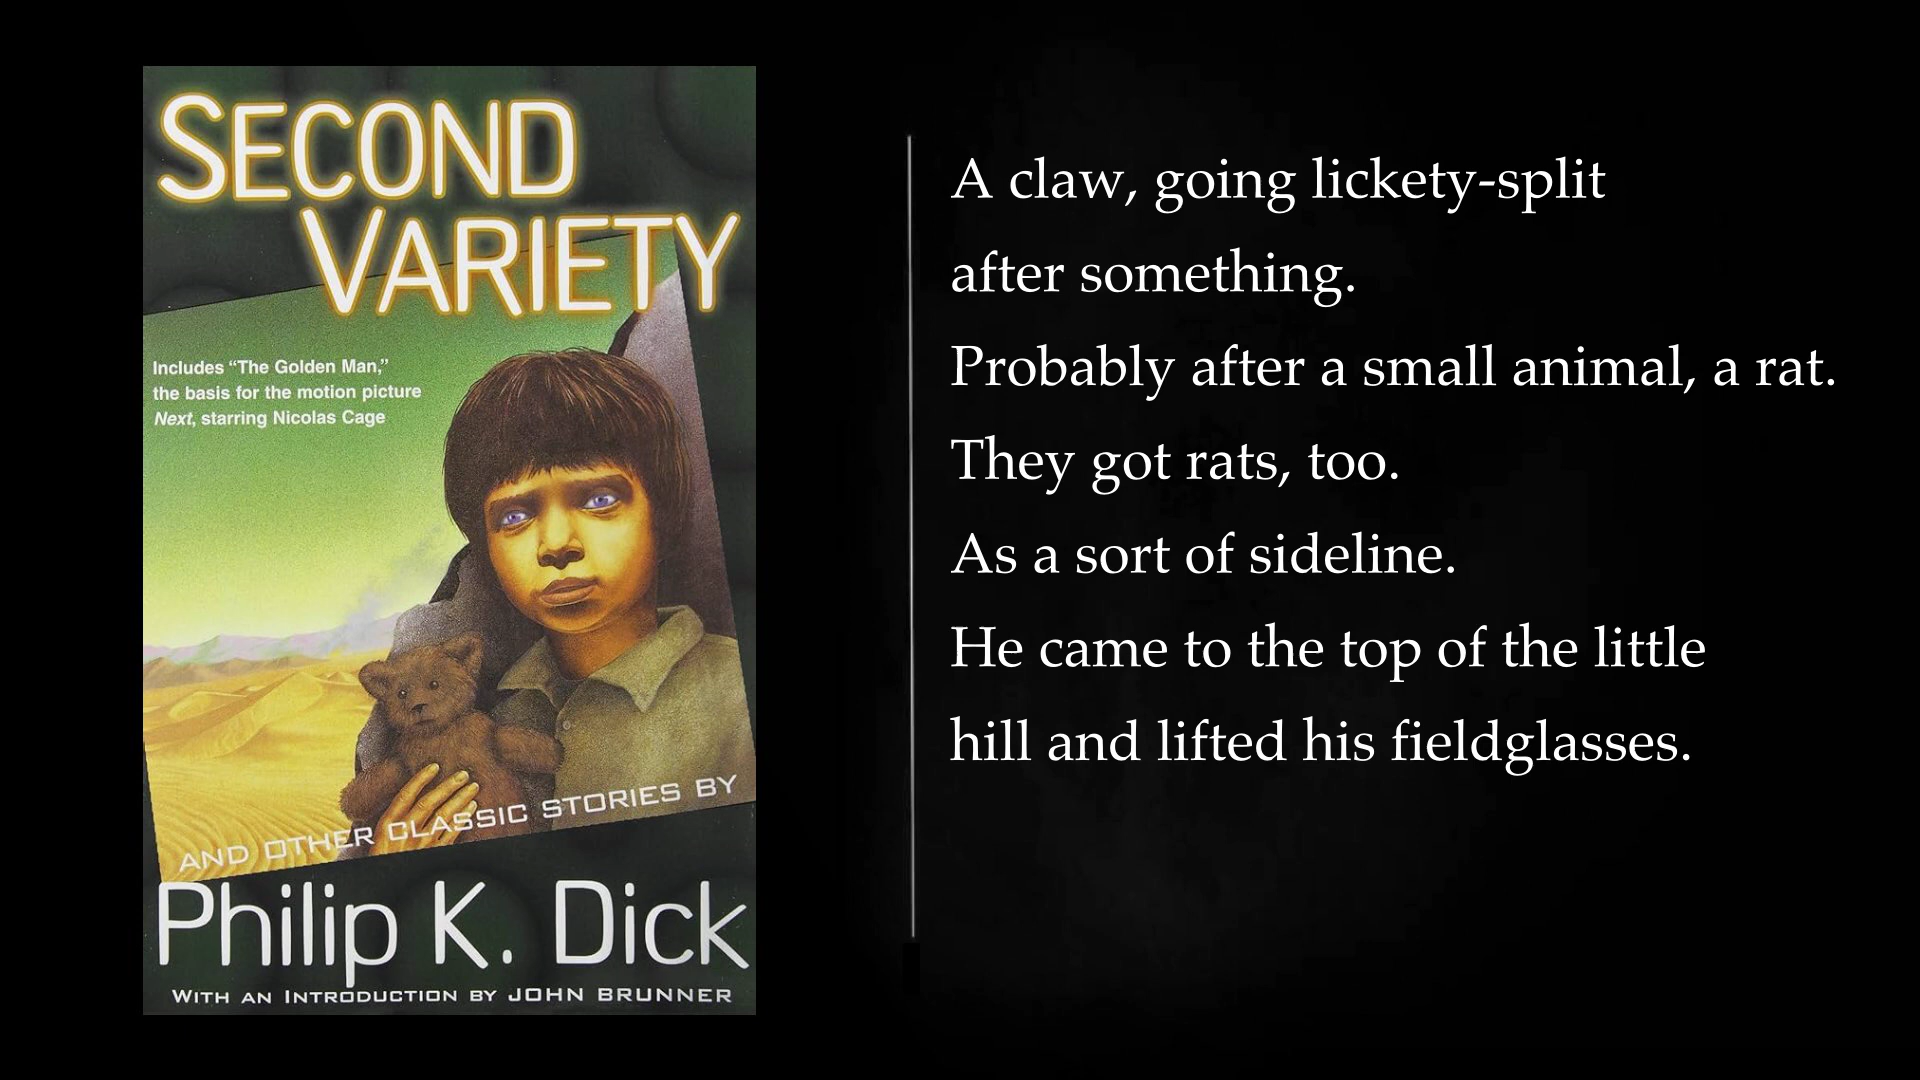 SECOND
VARIETY
Includes “The Golden Man,”
the basis for the motion picture
Next, starring Nicolas Cage
AND OTHER CLASSIC STORIES BY
Philip K. Dick
WITH AN INTRODUCTION BY JOHN BRUNNER
A claw, going lickety-split
after something.
Probably after a small animal, a rat.
They got rats, too.
As a sort of sideline.
He came to the top of the little
hill and lifted his fieldglasses.